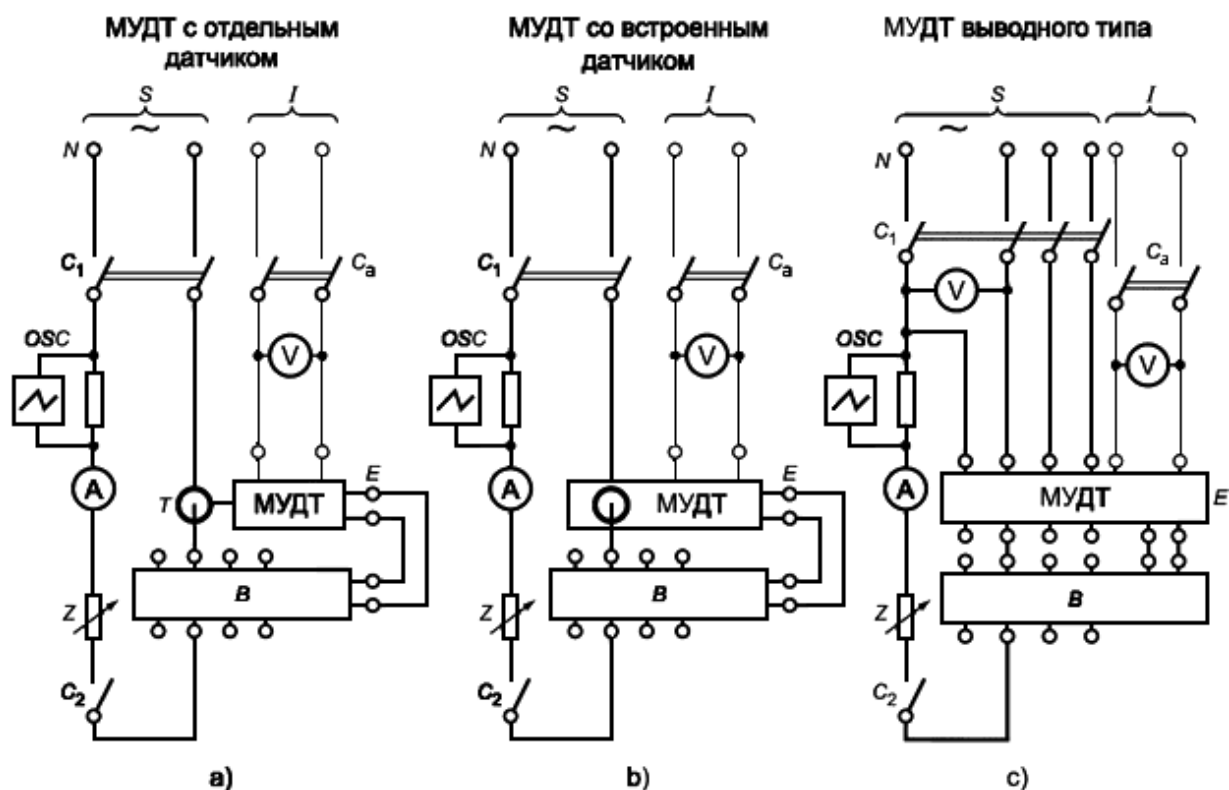 МУДТ с отдельным
датчиком
S
I
~
N
C1
Ca
OSC
V
A
T
МУДТ
E
B
Z
C2
a)
МУДТ со встроенным
датчиком
S
I
~
N
C1
Ca
OSC
V
A
МУДТ
E
B
Z
C2
b)
МУДТ выводного типа
S
I
~
N
C1
Ca
V
OSC
V
A
МУДТ
E
B
Z
C2
c)